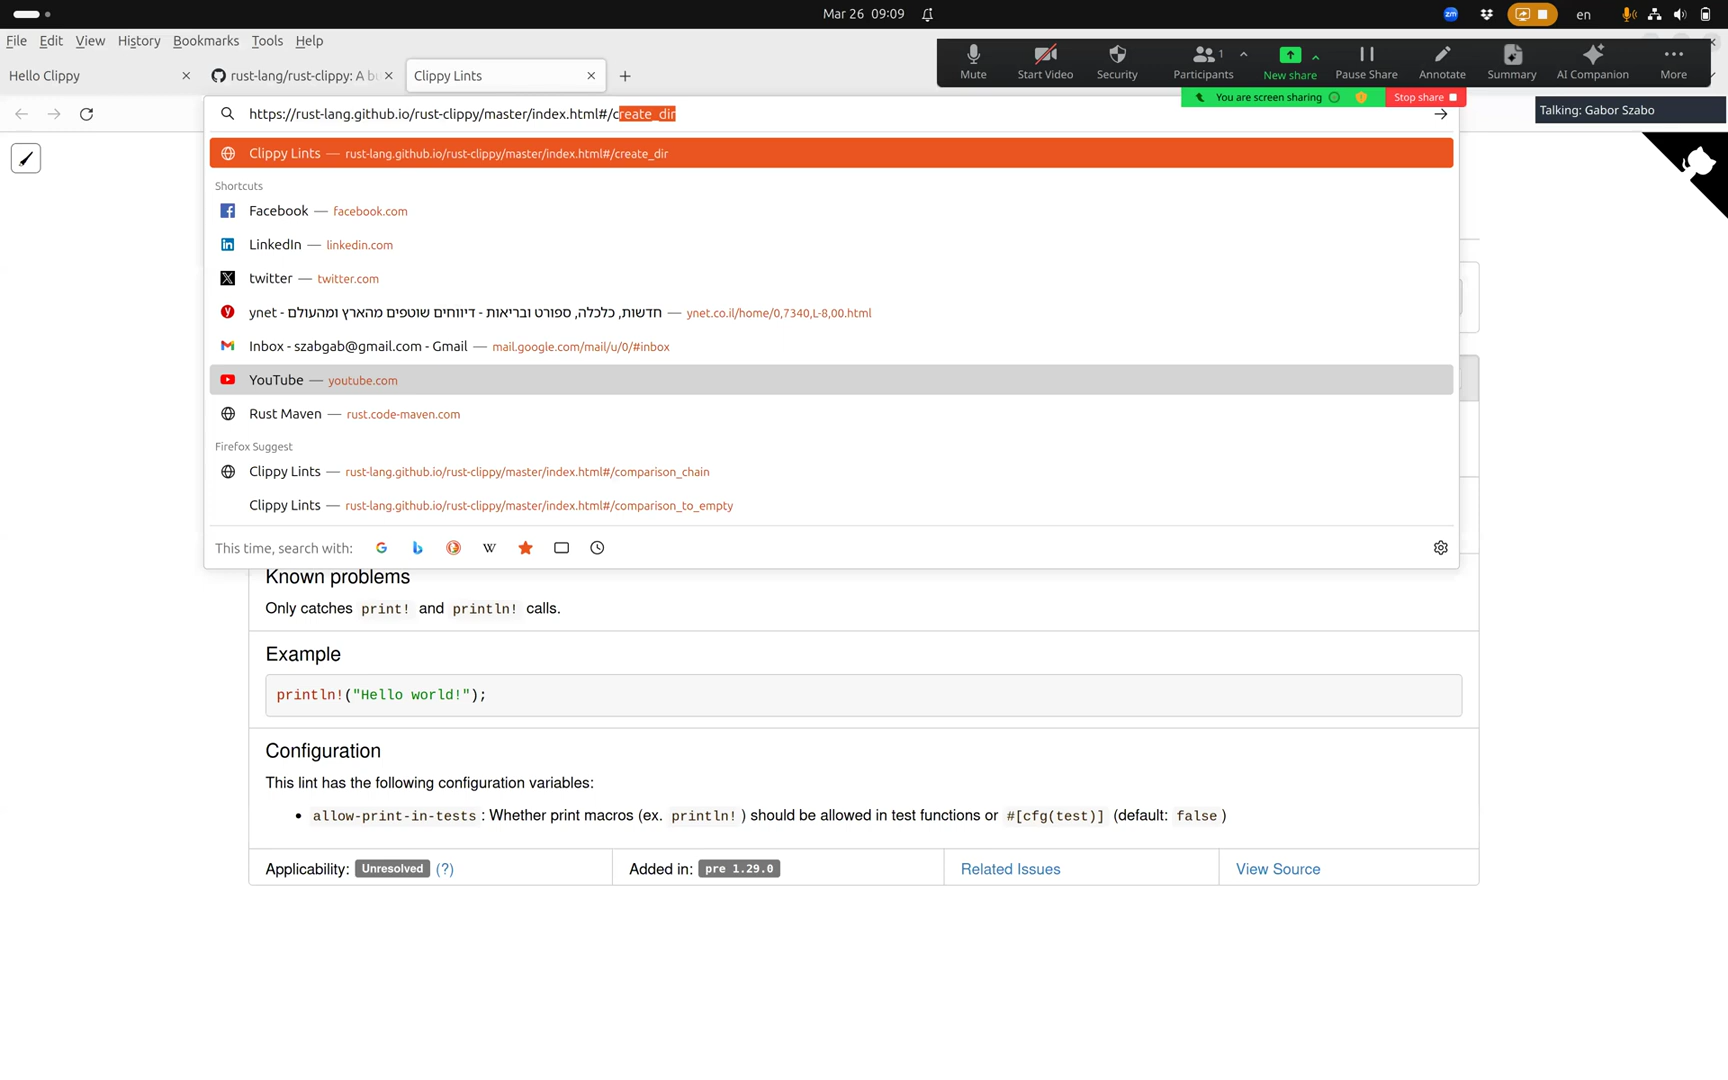 Mar 26 09:09
zm
en
File Edit View History Bookmarks Tools Help
Hello Clippy
rust-lang/rust-clippy: A b
Clippy Lints
Mute
Start Video
Security
Participants 1
New share
Pause Share
Annotate
Summary
AI Companion
More
You are screen sharing
Stop share
Talking: Gabor Szabo
https://rust-lang.github.io/rust-clippy/master/index.html#/create_dir
Clippy Lints — rust-lang.github.io/rust-clippy/master/index.html#/create_dir
Shortcuts
Facebook — facebook.com
LinkedIn — linkedin.com
twitter — twitter.com
ynet - חדשות, כלכלה, ספורט ובריאות - דיווחים שוטפים מהארץ ומהעולם — ynet.co.il/home/0,7340,L-8,00.html
Inbox - szabgab@gmail.com - Gmail — mail.google.com/mail/u/0/#inbox
YouTube — youtube.com
Rust Maven — rust.code-maven.com
Firefox Suggest
Clippy Lints — rust-lang.github.io/rust-clippy/master/index.html#/comparison_chain
Clippy Lints — rust-lang.github.io/rust-clippy/master/index.html#/comparison_to_empty
This time, search with:
Known problems
Only catches print! and println! calls.
Example
println!("Hello world!");
Configuration
This lint has the following configuration variables:
• allow-print-in-tests : Whether print macros (ex. println! ) should be allowed in test functions or #[cfg(test)] (default: false )
Applicability: Unresolved (?)
Added in: pre 1.29.0
Related Issues
View Source